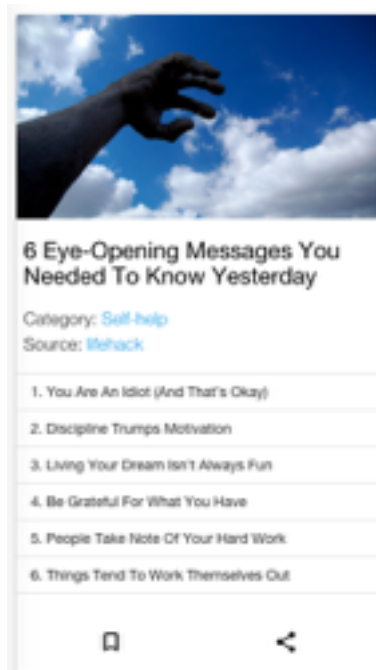 6 Eye-Opening Messages You
Needed To Know Yesterday
Category: Self-help
Source: lifehack
1. You Are An Idiot (And That's Okay)
2. Discipline Trumps Motivation
3. Living Your Dream Isn't Always Fun
4. Be Grateful For What You Have
5. People Take Note Of Your Hard Work
6. Things Tend To Work Themselves Out